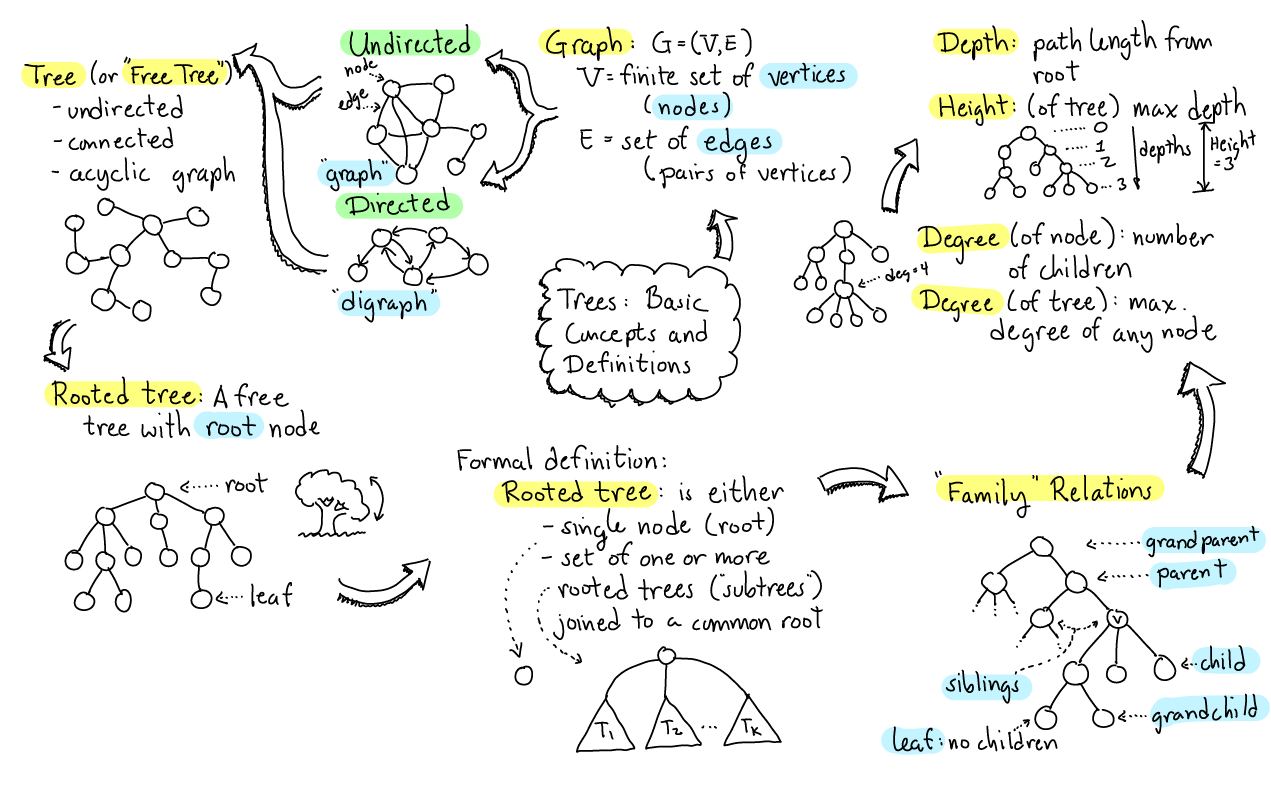 Trees: Basic
Concepts and
Definitions
Graph: G=(V,E)
V=finite set of vertices
(nodes)
E = set of edges
(pairs of vertices)
Undirected
node
edge
"graph"
Directed
"digraph"
Tree (or "Free Tree")
- undirected
- connected
- acyclic graph
Rooted tree: A free
tree with root node
root
leaf
Formal definition:
Rooted tree: is either
- single node (root)
- set of one or more
rooted trees ("subtrees")
joined to a common root
T1 T2 ... TK
"Family" Relations
grandparent
parent
v
siblings
child
grandchild
leaf: no children
Depth: path length from
root
Height: (of tree) max depth
0
1
2
3
depths
Height
=3
Degree (of node): number
of children
deg=4
Degree (of tree): max.
degree of any node